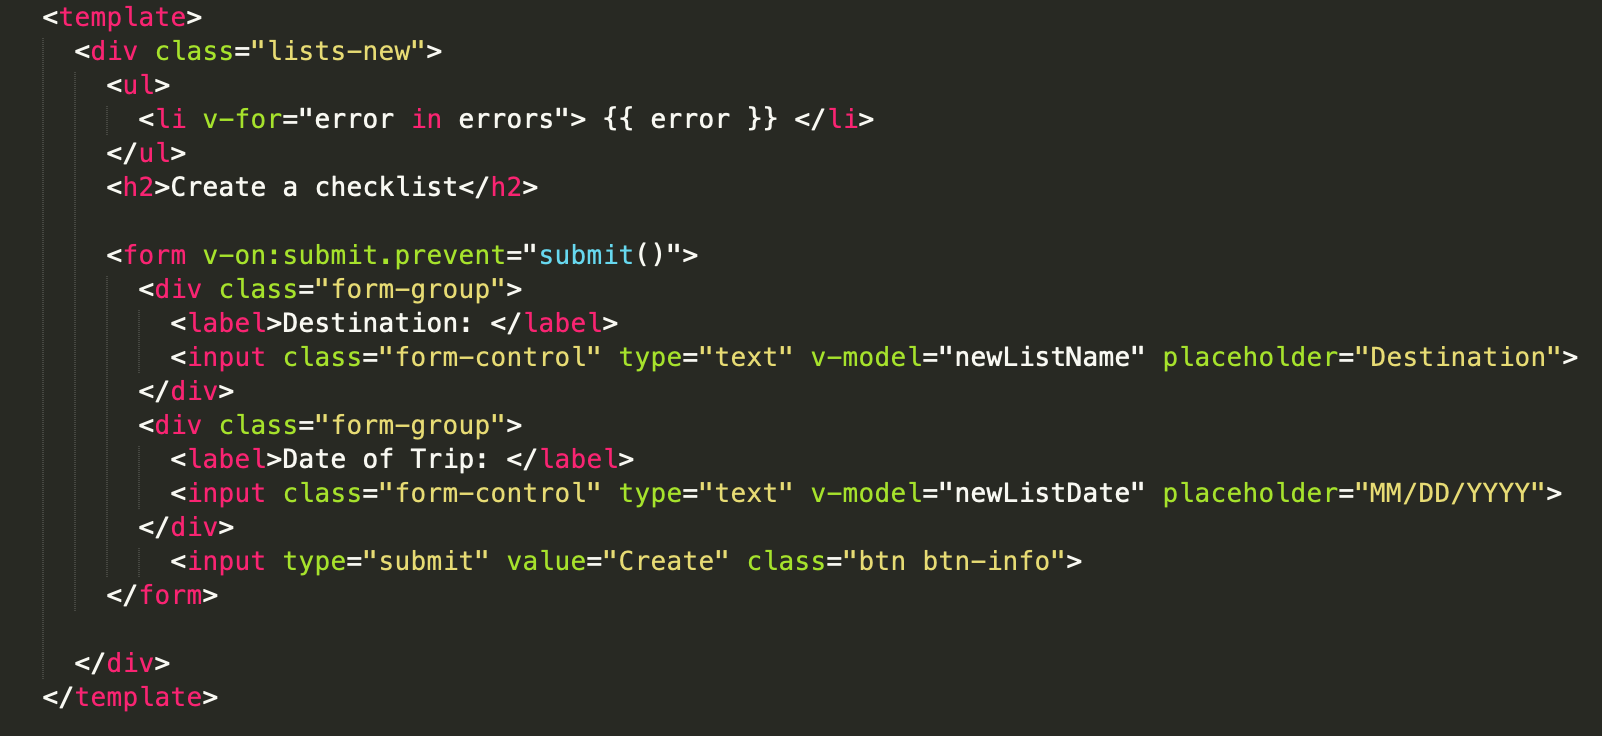 <template>
  <div class="lists-new">
    <ul>
      <li v-for="error in errors"> {{ error }} </li>
    </ul>
    <h2>Create a checklist</h2>

    <form v-on:submit.prevent="submit()">
      <div class="form-group">
        <label>Destination: </label>
        <input class="form-control" type="text" v-model="newListName" placeholder="Destination">
      </div>
      <div class="form-group">
        <label>Date of Trip: </label>
        <input class="form-control" type="text" v-model="newListDate" placeholder="MM/DD/YYYY">
      </div>
        <input type="submit" value="Create" class="btn btn-info">
    </form>

  </div>
</template>